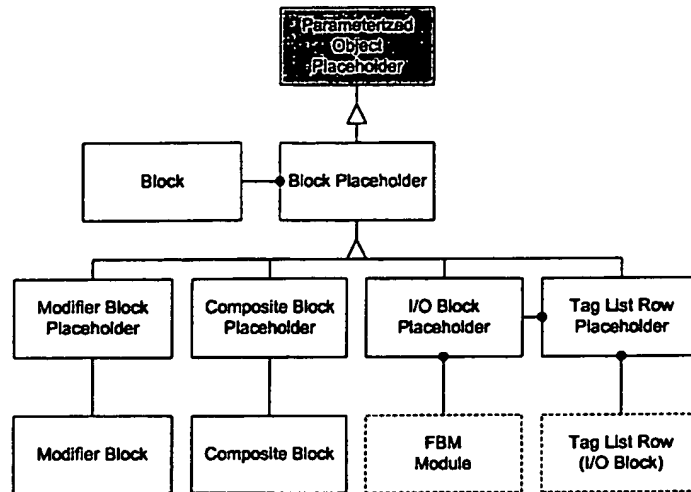 Parameterized
Object
Placeholder
Block
Block Placeholder
Modifier Block
Placeholder
Composite Block
Placeholder
I/O Block
Placeholder
Tag List Row
Placeholder
Modifier Block
Composite Block
FBM
Module
Tag List Row
(I/O Block)